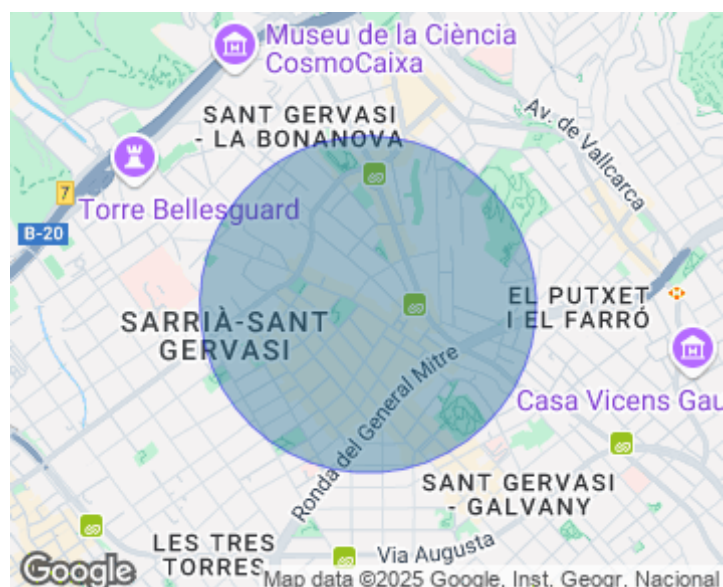 Museu de la Ciència
CosmoCaixa
SANT GERVASI
- LA BONANOVA
Av. de Vallcarca
7
Torre Bellesguard
B-20
EL PUTXET
I EL FARRÓ
SARRIÀ-SANT
GERVASI
Ronda del General Mitre
Casa Vicens Gau
SANT GERVASI
- GALVANY
LES TRES
TORRES
Via Augusta
Google
Map data ©2025 Google, Inst. Geogr. Nacional